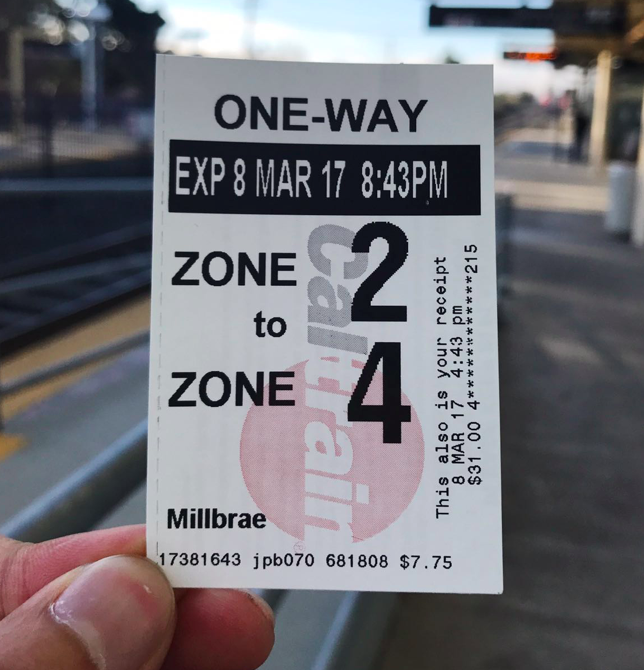 ONE-WAY
EXP 8 MAR 17 8:43PM
ZONE 2
to
ZONE 4
caltrain
Millbrae
17381643 jpb070 681808 $7.75
This also is your receipt
8 MAR 17 4:43 pm
$31.00 4***********215